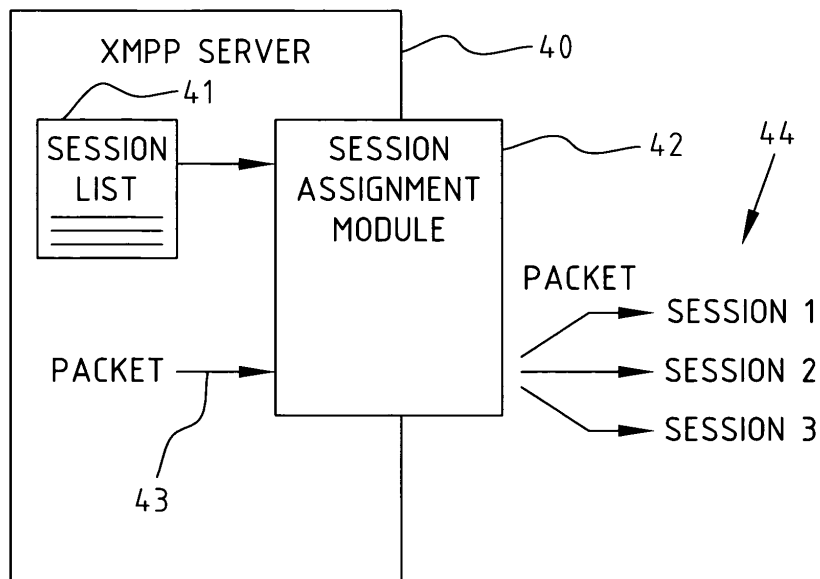 XMPP SERVER
40
41
SESSION
LIST
SESSION
ASSIGNMENT
MODULE
42
44
PACKET
SESSION 1
SESSION 2
SESSION 3
PACKET
43